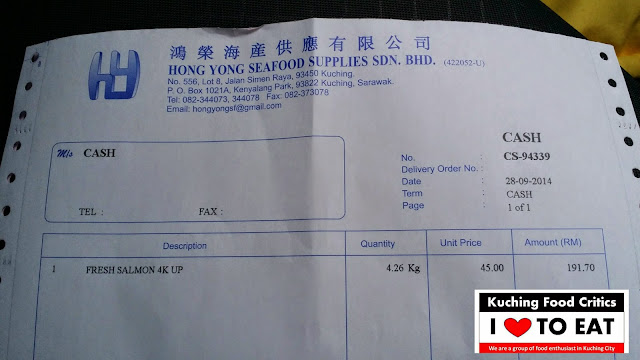 鴻榮海產供應有限公司
HONG YONG SEAFOOD SUPPLIES SDN. BHD. (422052-U)
No. 556, Lot 8, Jalan Simen Raya, 93450 Kuching.
P. O. Box 1021A, Kenyalang Park, 93822 Kuching, Sarawak.
Tel: 082-344073, 344078 Fax: 082-373078
Email: hongyongsf@gmail.com
CASH
M/s CASH
No. : CS-94339
Delivery Order No. :
Date : 28-09-2014
Term : CASH
Page : 1 of 1
TEL : FAX :
Description Quantity Unit Price Amount (RM)
1 FRESH SALMON 4K UP 4.26 Kg 45.00 191.70
Kuching Food Critics
I ❤ TO EAT
We are a group of food enthusiast in Kuching City